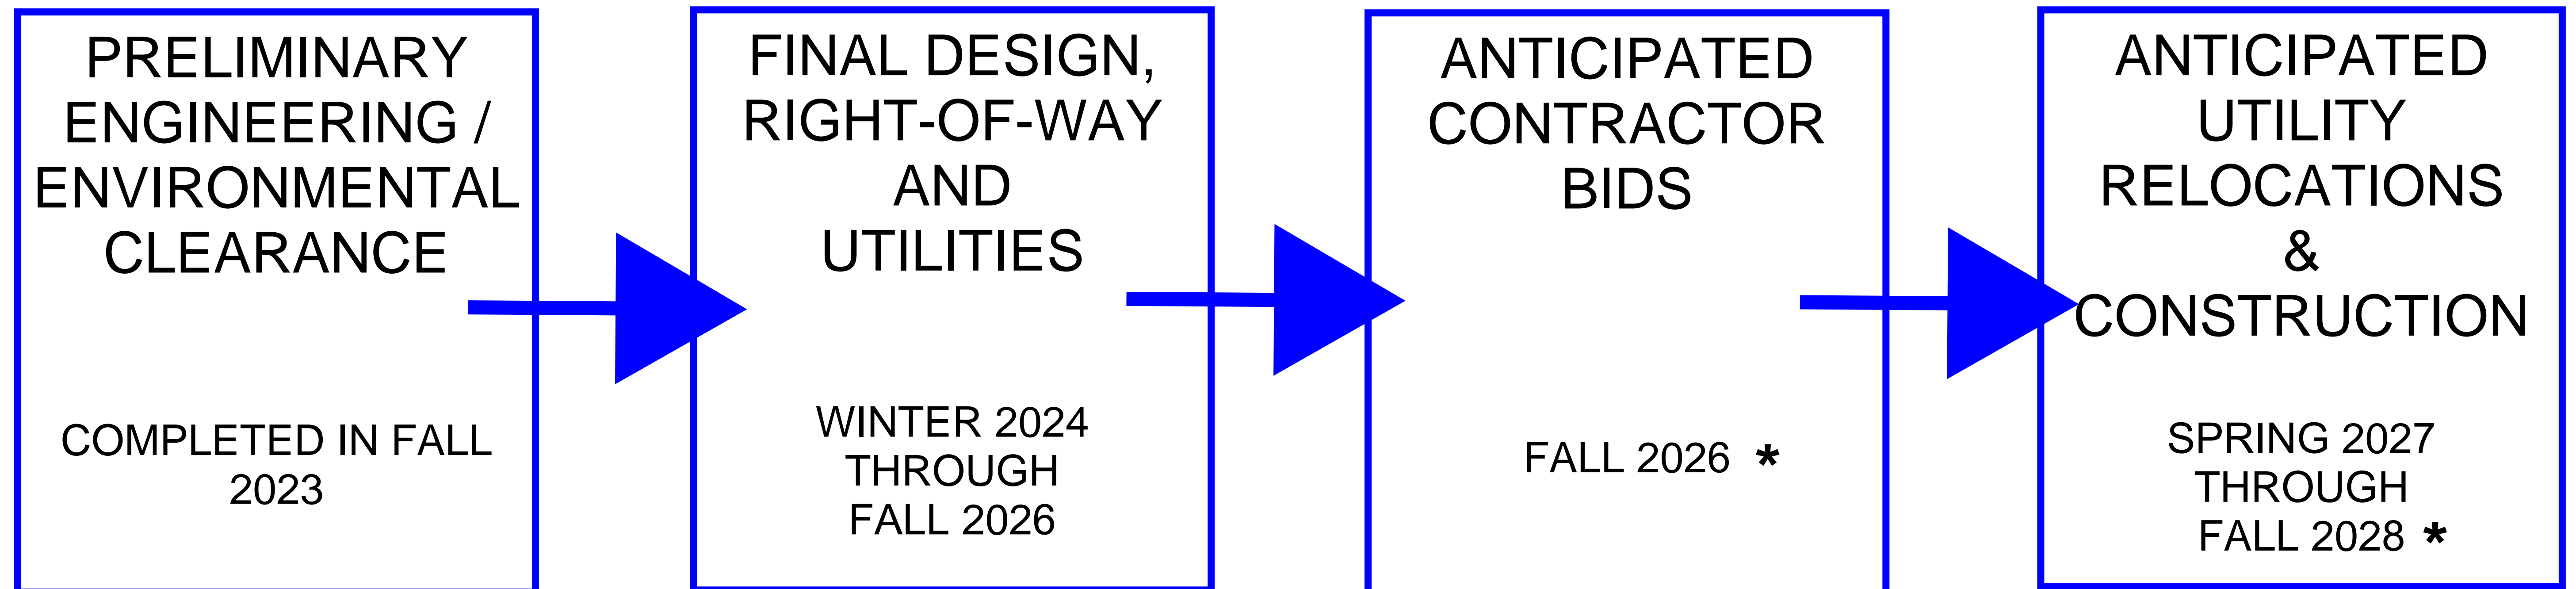 PRELIMINARY
ENGINEERING /
ENVIRONMENTAL
CLEARANCE
COMPLETED IN FALL
2023
FINAL DESIGN,
RIGHT-OF-WAY
AND
UTILITIES
WINTER 2024
THROUGH
FALL 2026
ANTICIPATED
CONTRACTOR
BIDS
FALL 2026 *
ANTICIPATED
UTILITY
RELOCATIONS
&
CONSTRUCTION
SPRING 2027
THROUGH
FALL 2028 *